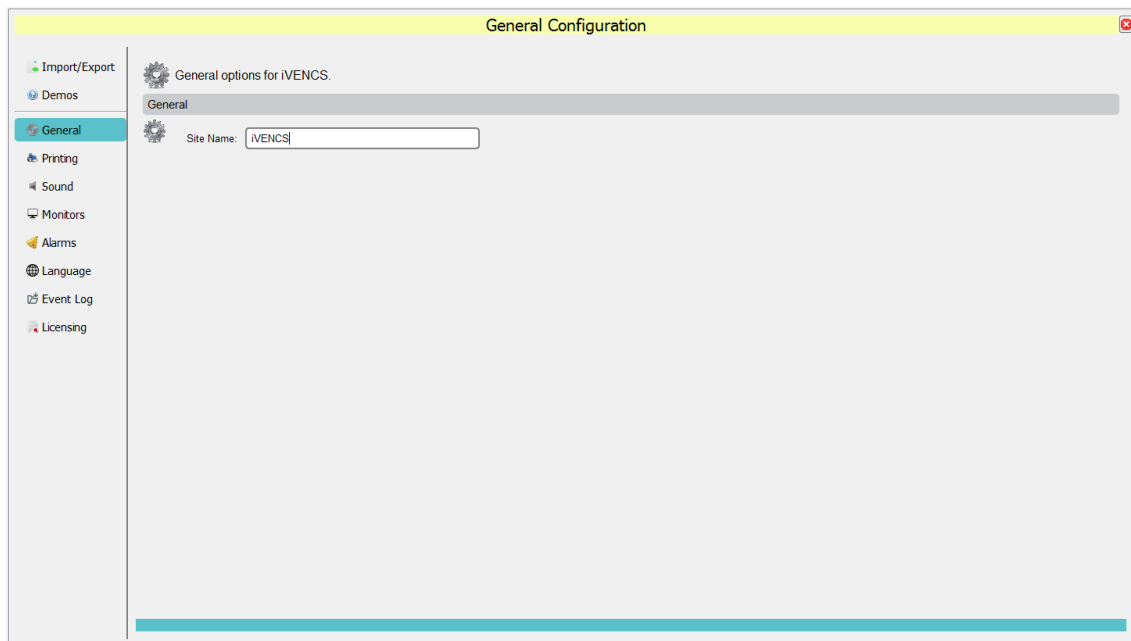 General Configuration
Import/Export
Demos
General
Printing
Sound
Monitors
Alarms
Language
Event Log
Licensing
General options for iVENCS.
General
Site Name: iVENCS